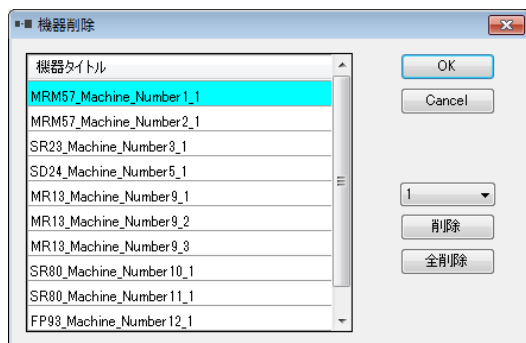 機器削除
機器タイトル
MRM57_Machine_Number1_1
MRM57_Machine_Number2_1
SR23_Machine_Number3_1
SD24_Machine_Number5_1
MR13_Machine_Number9_1
MR13_Machine_Number9_2
MR13_Machine_Number9_3
SR80_Machine_Number10_1
SR80_Machine_Number11_1
FP93_Machine_Number12_1
OK
Cancel
1
削除
全削除